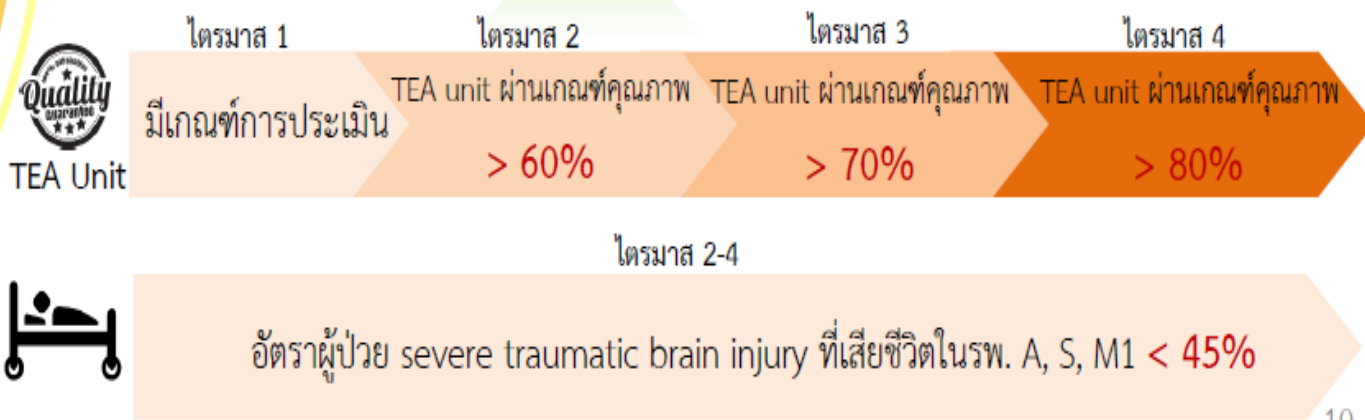 ไตรมาส 1
ไตรมาส 2
ไตรมาส 3
ไตรมาส 4
Quality
TEA Unit
มีเกณฑ์การประเมิน
TEA unit ผ่านเกณฑ์คุณภาพ
> 60%
TEA unit ผ่านเกณฑ์คุณภาพ
> 70%
TEA unit ผ่านเกณฑ์คุณภาพ
> 80%
ไตรมาส 2-4
อัตราผู้ป่วย severe traumatic brain injury ที่เสียชีวิตในรพ. A, S, M1 < 45%